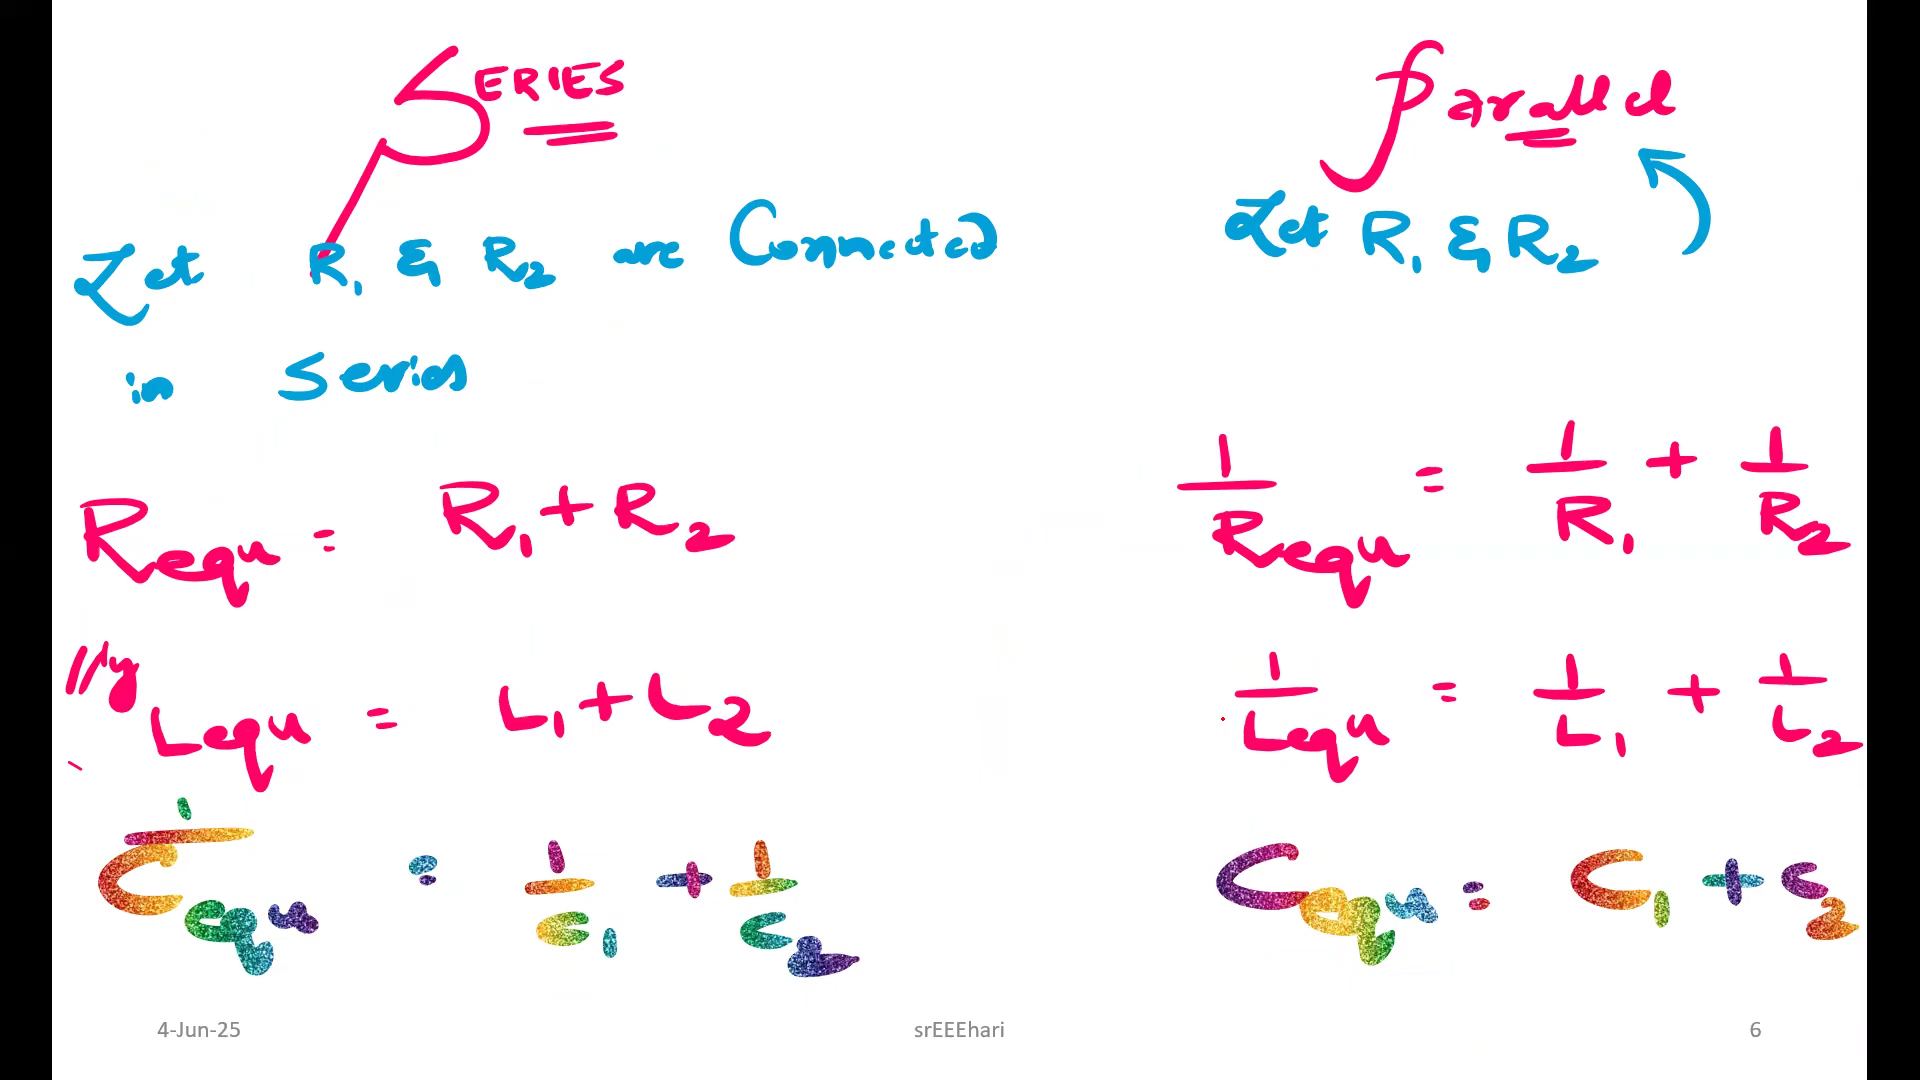 SERIES
Let R1 & R2 are Connected
in Series
Requ = R1 + R2
|||ly
Lequ = L1 + L2
1/Cequ = 1/C1 + 1/C2
Parallel
Let R1 & R2
1/Requ = 1/R1 + 1/R2
1/Lequ = 1/L1 + 1/L2
Cequ = C1 + C2
4-Jun-25
srEEEhari
6